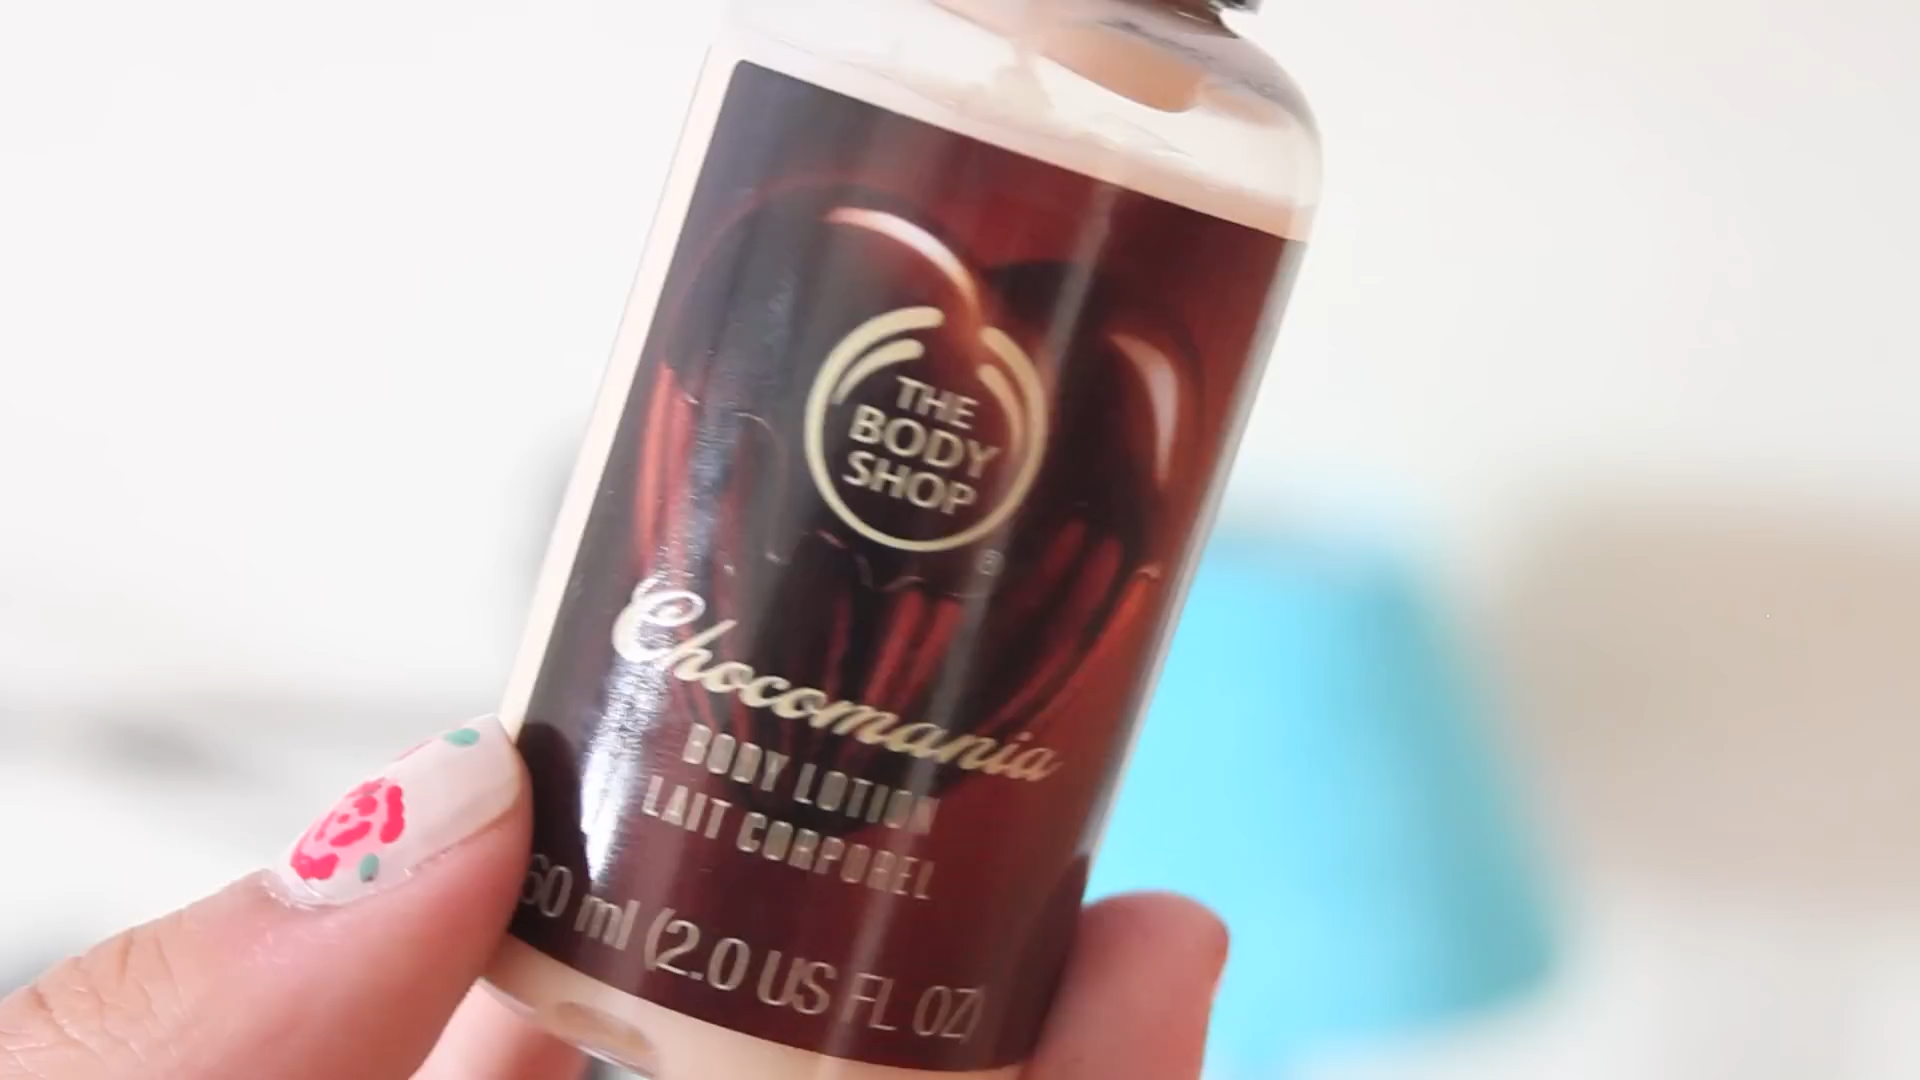 THE
BODY
SHOP
®
Chocomania
BODY LOTION
LAIT CORPOREL
60 ml (2.0 US FL OZ)